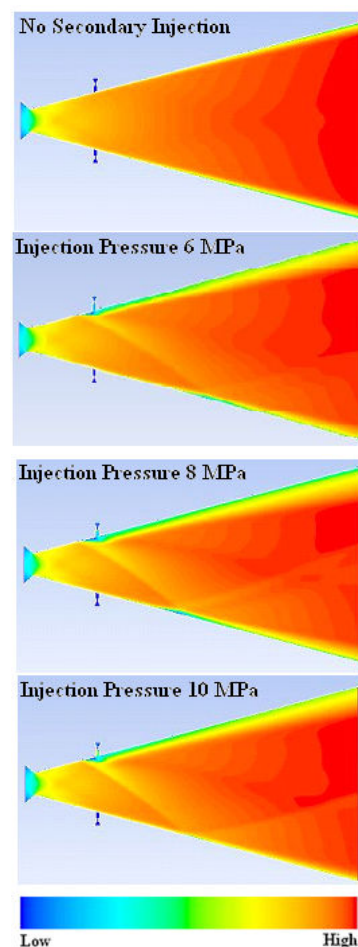 No Secondary Injection
Injection Pressure 6 MPa
Injection Pressure 8 MPa
Injection Pressure 10 MPa
Low High